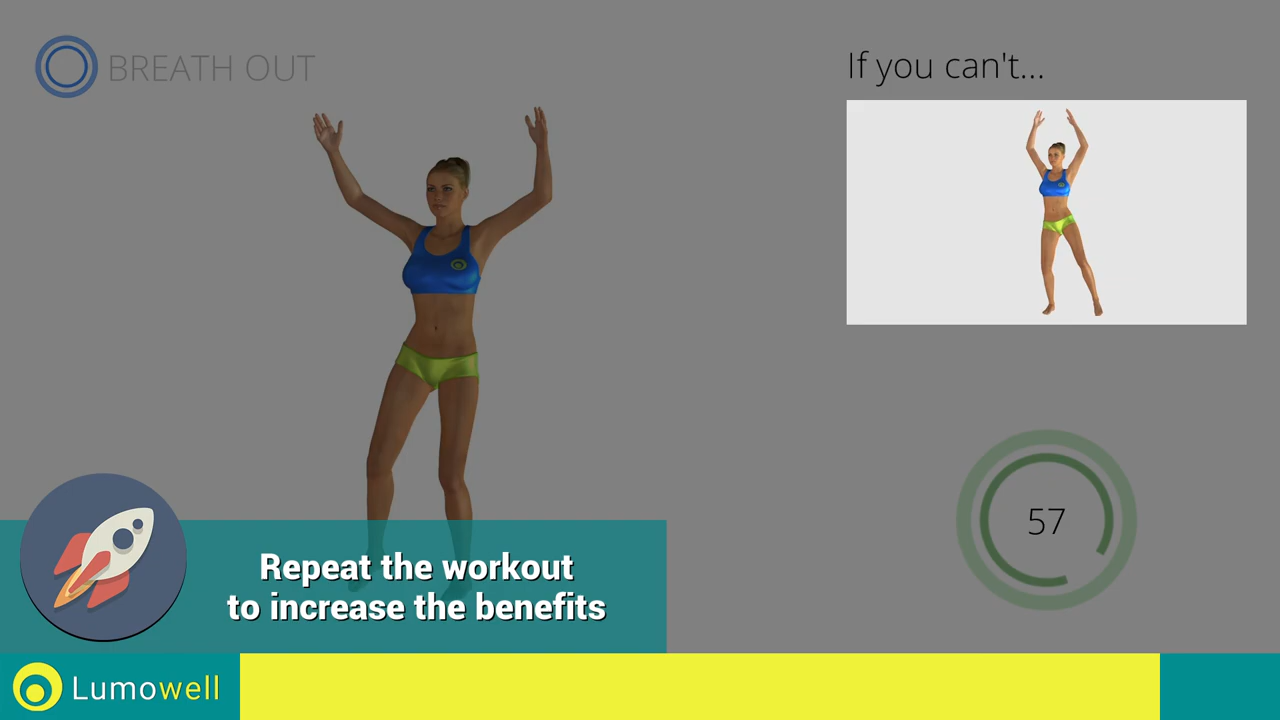 BREATH OUT
If you can't...
57
Repeat the workout
to increase the benefits
Lumowell